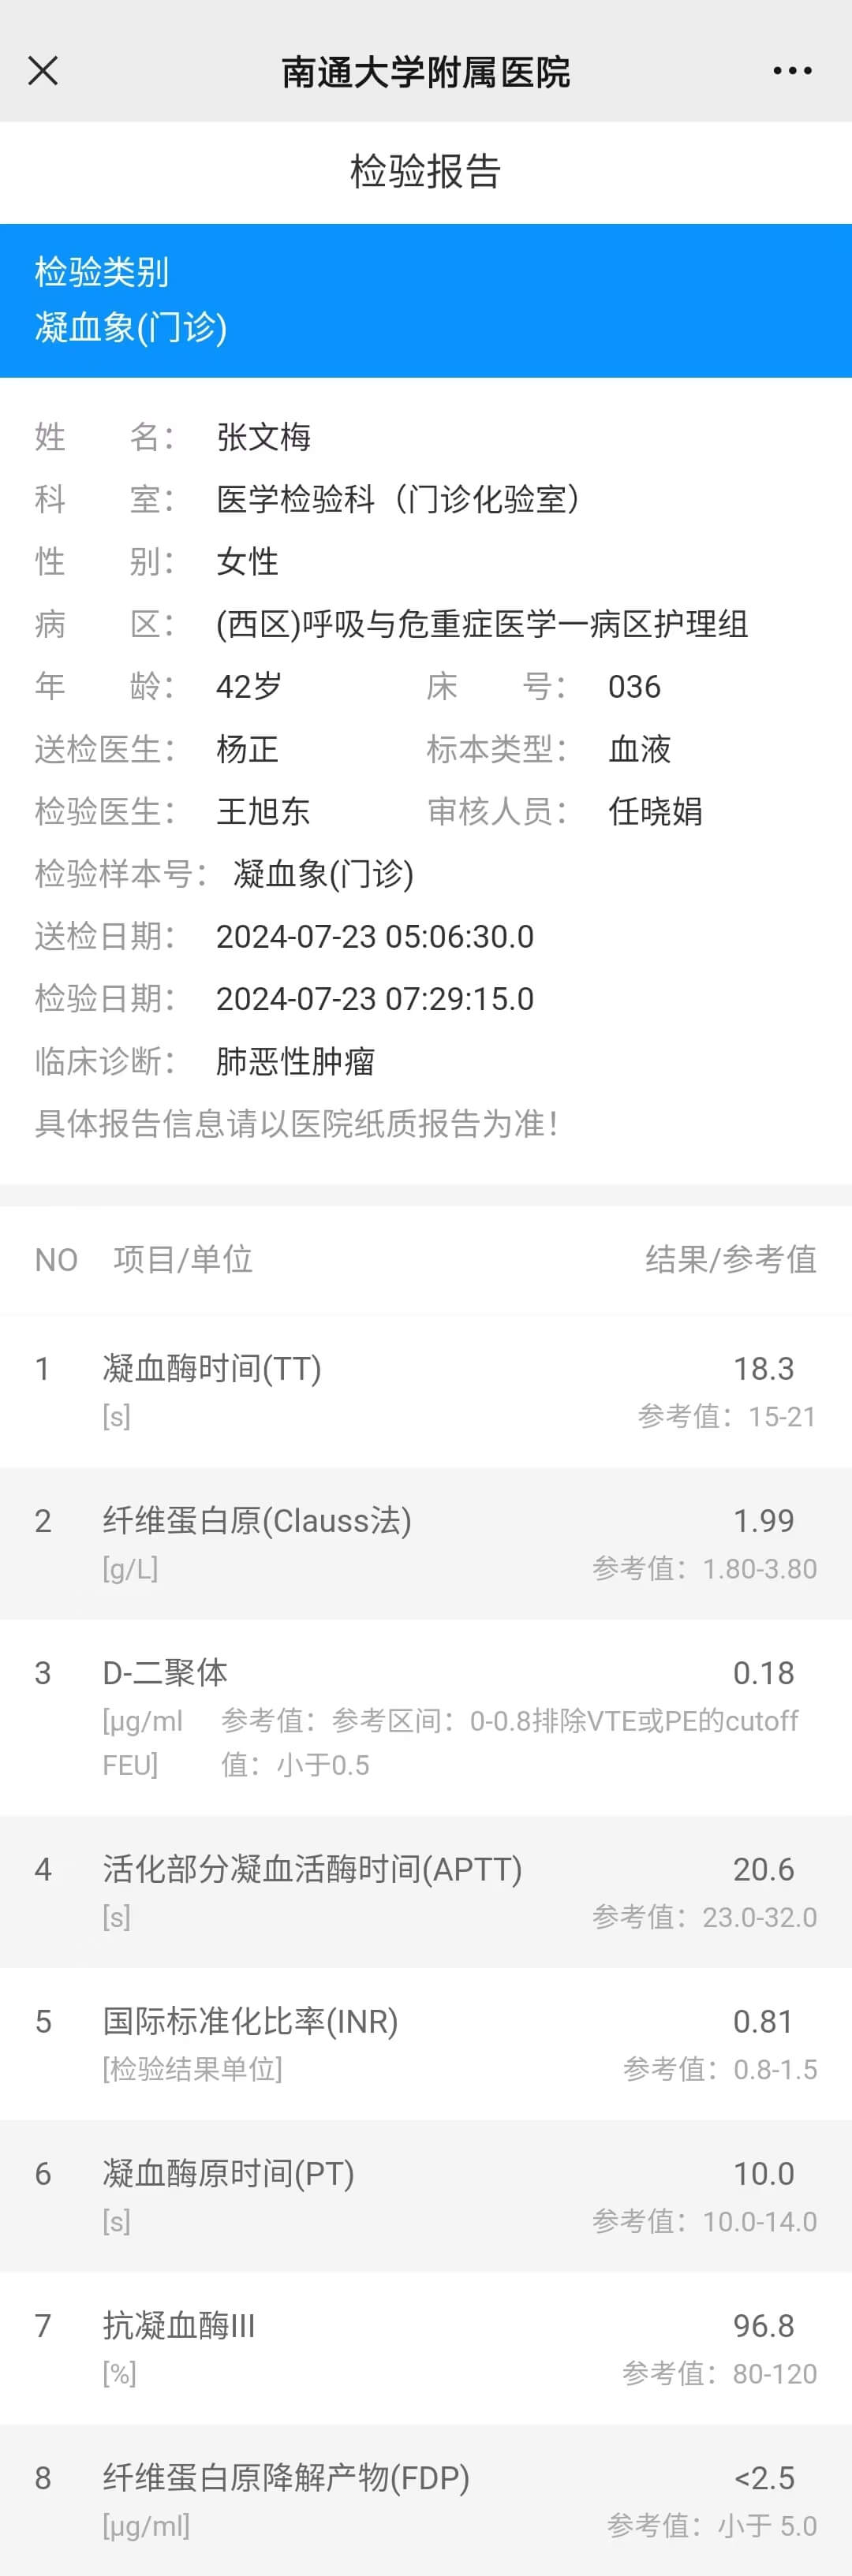 南通大学附属医院
检验报告
检验类别
凝血象(门诊)
姓 名： 张文梅
科 室： 医学检验科（门诊化验室）
性 别： 女性
病 区： (西区)呼吸与危重症医学一病区护理组
年 龄： 42岁 床 号： 036
送检医生： 杨正 标本类型： 血液
检验医生： 王旭东 审核人员： 任晓娟
检验样本号： 凝血象(门诊)
送检日期： 2024-07-23 05:06:30.0
检验日期： 2024-07-23 07:29:15.0
临床诊断： 肺恶性肿瘤
具体报告信息请以医院纸质报告为准！
NO 项目/单位 结果/参考值
1 凝血酶时间(TT) 18.3
[s] 参考值：15-21
2 纤维蛋白原(Clauss法) 1.99
[g/L] 参考值：1.80-3.80
3 D-二聚体 0.18
[μg/ml 参考值：参考区间：0-0.8排除VTE或PE的cutoff
FEU] 值：小于0.5
4 活化部分凝血活酶时间(APTT) 20.6
[s] 参考值：23.0-32.0
5 国际标准化比率(INR) 0.81
[检验结果单位] 参考值：0.8-1.5
6 凝血酶原时间(PT) 10.0
[s] 参考值：10.0-14.0
7 抗凝血酶III 96.8
[%] 参考值：80-120
8 纤维蛋白原降解产物(FDP) <2.5
[μg/ml] 参考值：小于 5.0